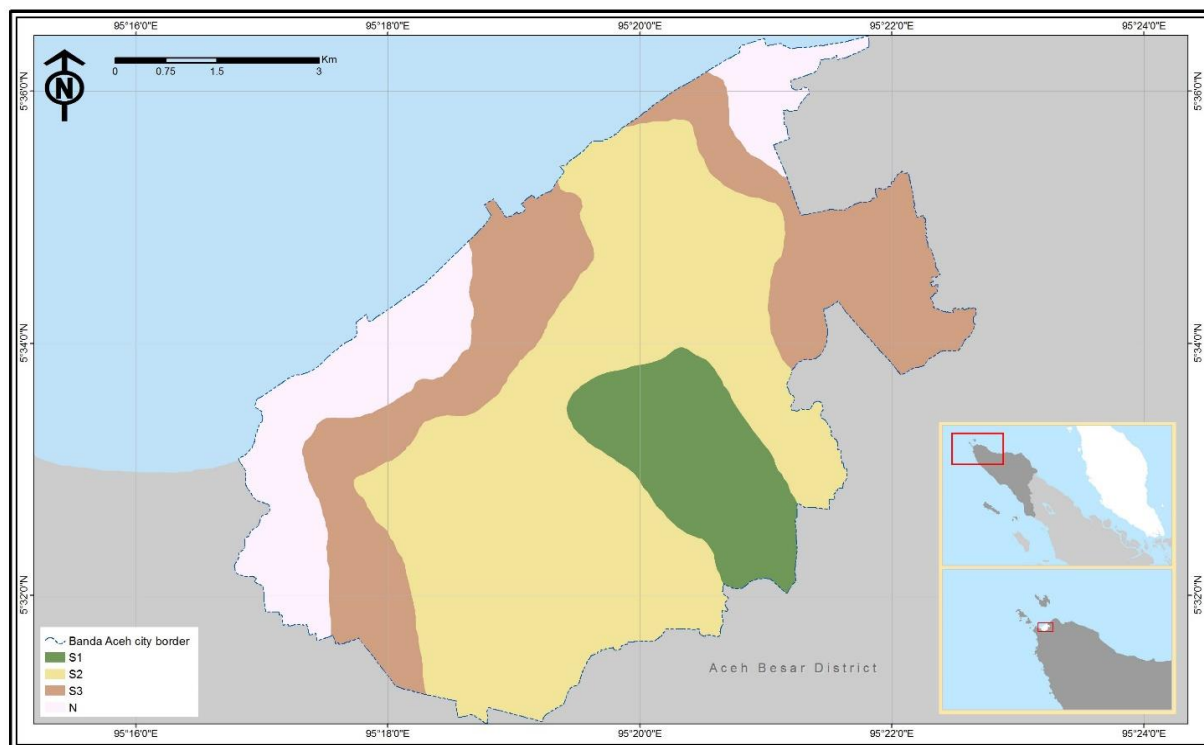 95°16'0"E 95°18'0"E 95°20'0"E 95°22'0"E 95°24'0"E
N
0 0.75 1.5 3 Km
5°36'0"N 5°36'0"N
5°34'0"N 5°34'0"N
5°32'0"N 5°32'0"N
Banda Aceh city border
S1
S2
S3
N
Aceh Besar District
95°16'0"E 95°18'0"E 95°20'0"E 95°22'0"E 95°24'0"E